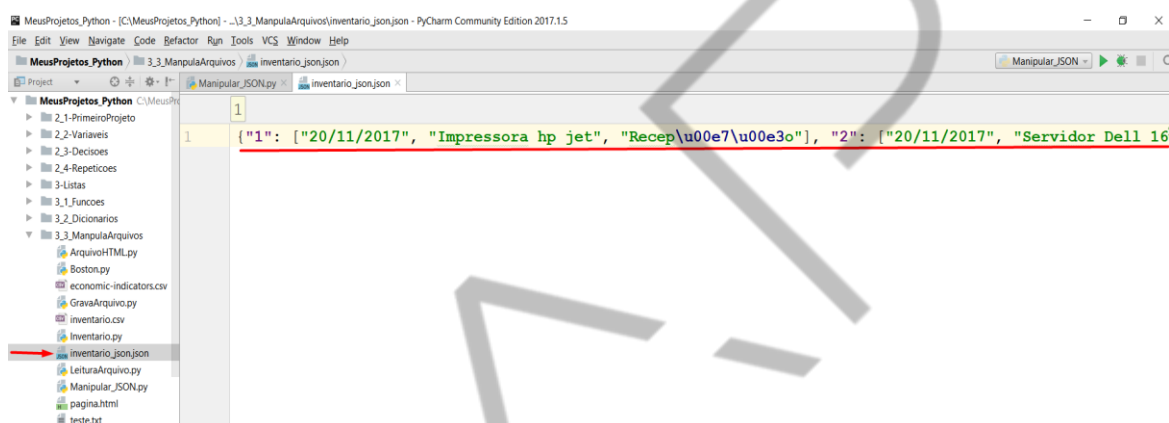 MeusProjetos_Python - [C:\MeusProjetos_Python] - ...\3_3_ManpulaArquivos\inventario_json.json - PyCharm Community Edition 2017.1.5
File Edit View Navigate Code Refactor Run Tools VCS Window Help
MeusProjetos_Python 3_3_ManpulaArquivos inventario_json.json Manipular_JSON
Project Manipular_JSON.py inventario_json.json
MeusProjetos_Python C:\MeusPr
1
1 {"1": ["20/11/2017", "Impressora hp jet", "Recep\u00e7\u00e3o"], "2": ["20/11/2017", "Servidor Dell 16
2_1-PrimeiroProjeto
2_2-Variaveis
2_3-Decisoes
2_4-Repeticoes
3-Listas
3_1_Funcoes
3_2_Dicionarios
3_3_ManpulaArquivos
ArquivoHTML.py
Boston.py
economic-indicators.csv
GravaArquivo.py
inventario.csv
Inventario.py
inventario_json.json
LeituraArquivo.py
Manipular_JSON.py
pagina.html
teste.txt